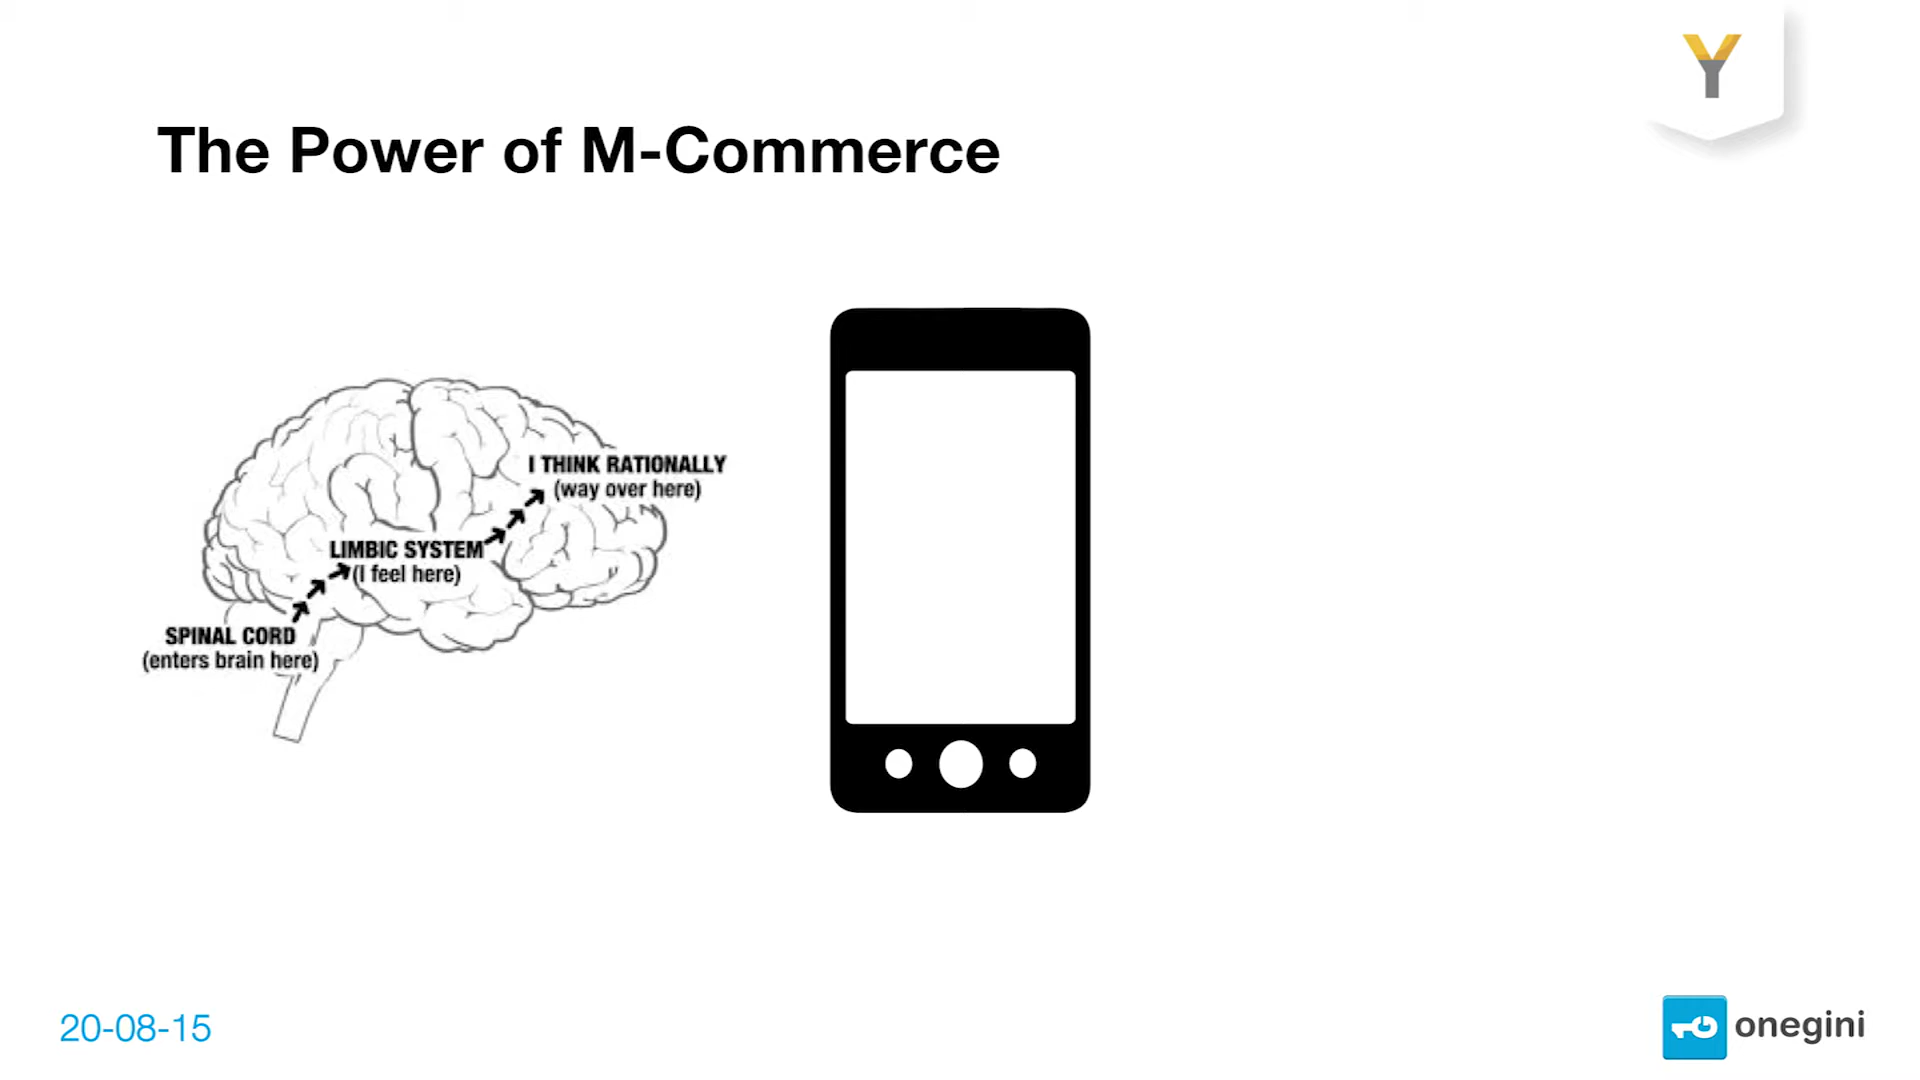 Y
The Power of M-Commerce
I THINK RATIONALLY
(way over here)
LIMBIC SYSTEM
(I feel here)
SPINAL CORD
(enters brain here)
20-08-15
onegini